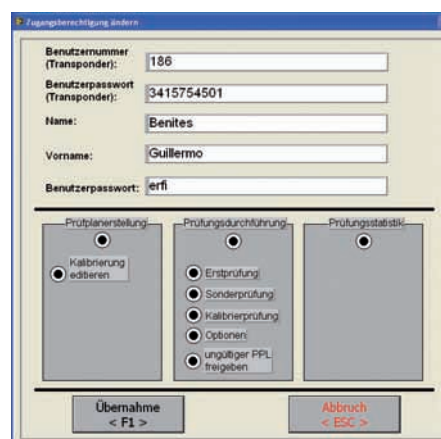 Zugangsberechtigung ändern
Benutzernummer
(Transponder):
186
Benutzerpasswort
(Transponder):
3415754501
Name:
Benites
Vorname:
Guillermo
Benutzerpasswort:
erfi
Prüfplanerstellung
Kalibrierung
editieren
Prüfungsdurchführung
Erstprüfung
Sonderprüfung
Kalibrierprüfung
Optionen
ungültiger PPL
freigeben
Prüfungsstatistik
Übernahme
< F1 >
Abbruch
< ESC >